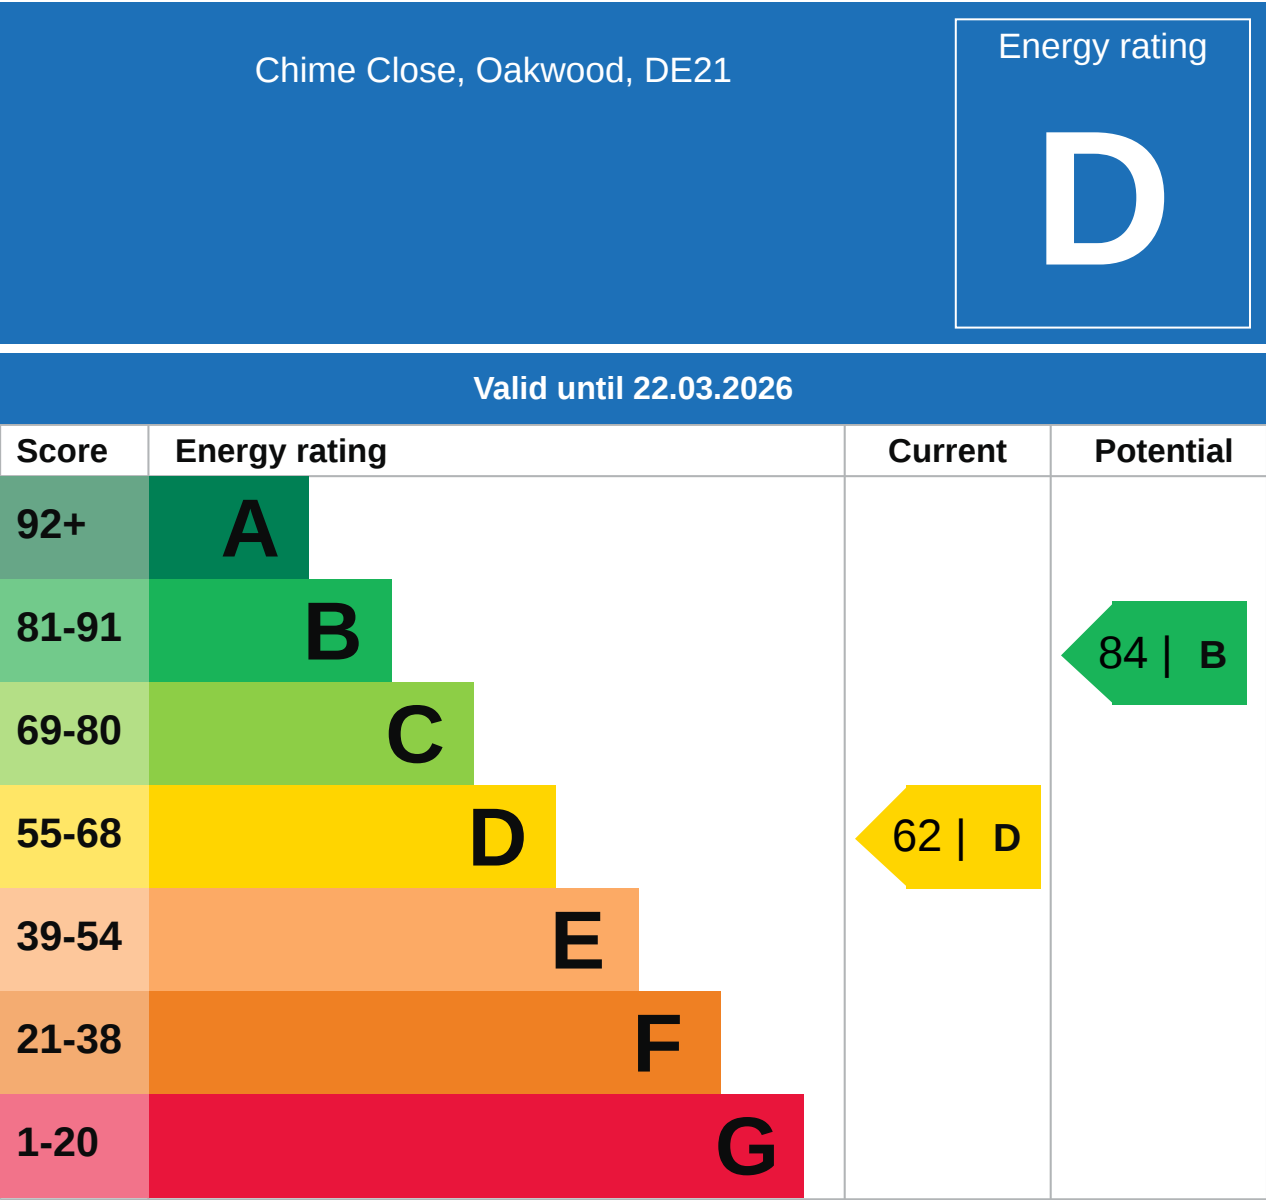 Chime Close, Oakwood, DE21
Energy rating
D
Valid until 22.03.2026
Score Energy rating Current Potential
92+ A
81-91 B
84 | B
69-80 C
55-68 D
62 | D
39-54 E
21-38 F
1-20 G